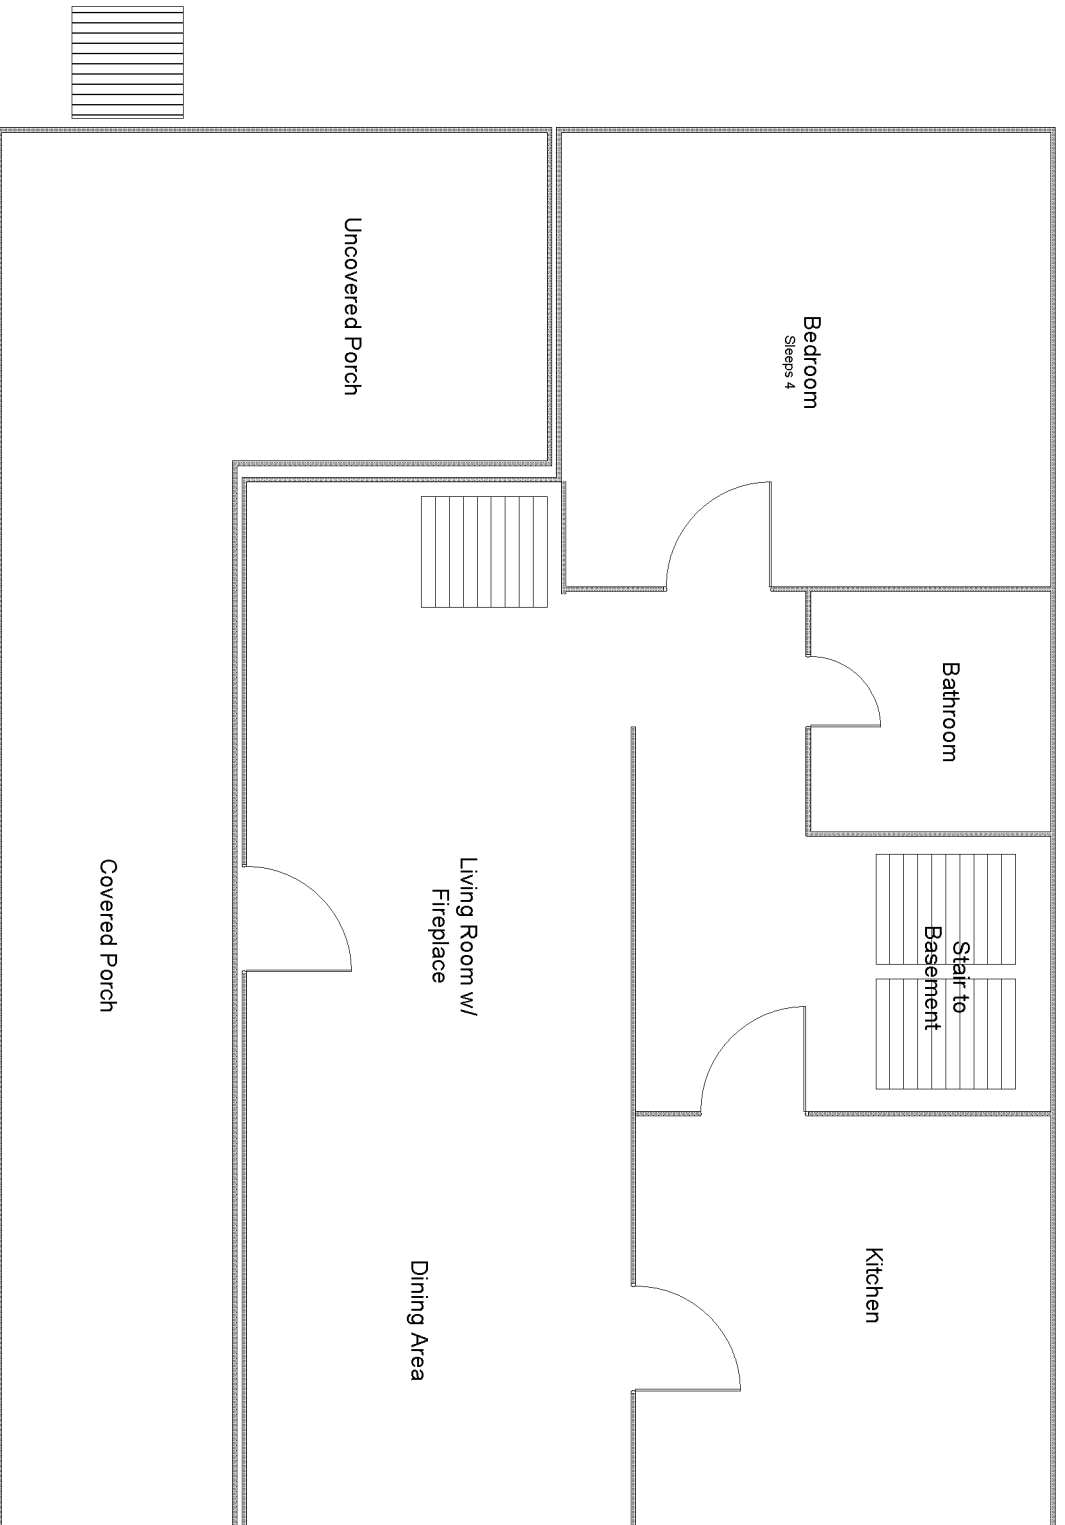 Uncovered Porch
Bedroom
Sleeps 4
Bathroom
Covered Porch
Living Room w/
Fireplace
Stair to
Basement
Dining Area
Kitchen